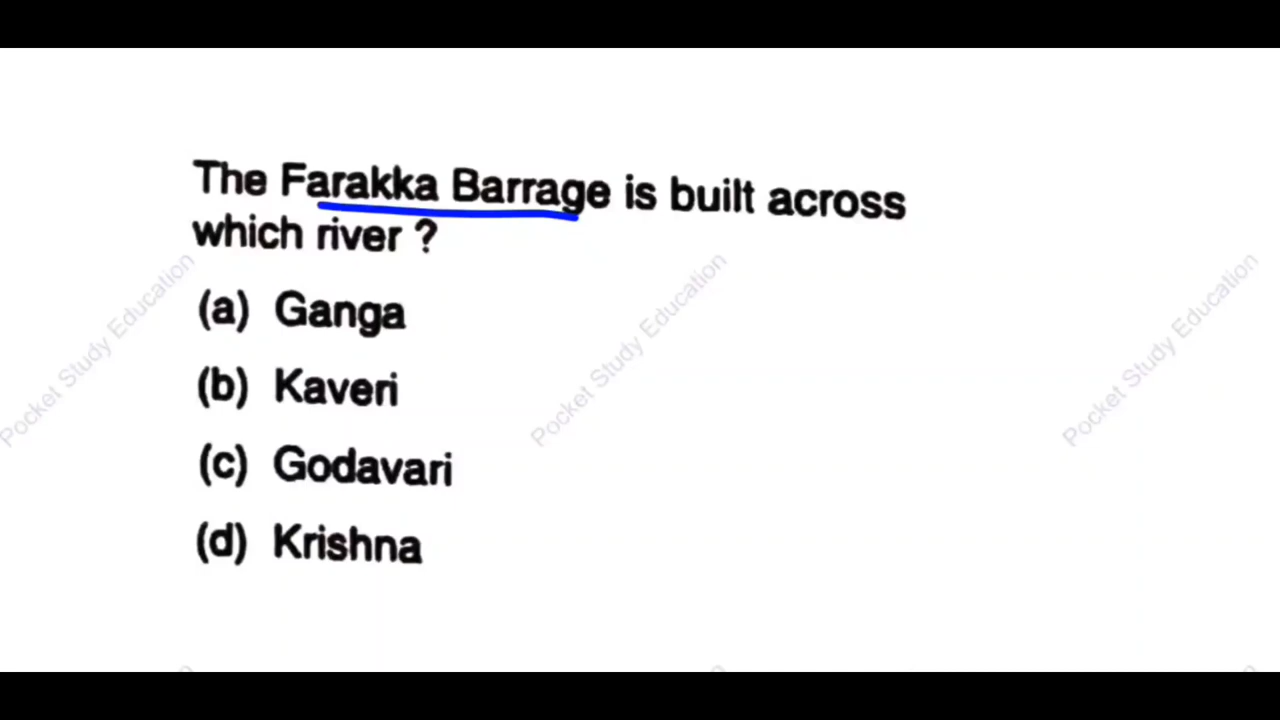 The Farakka Barrage is built across
which river ?
(a) Ganga
(b) Kaveri
(c) Godavari
(d) Krishna
Pocket Study Education
Pocket Study Education
Pocket Study Education